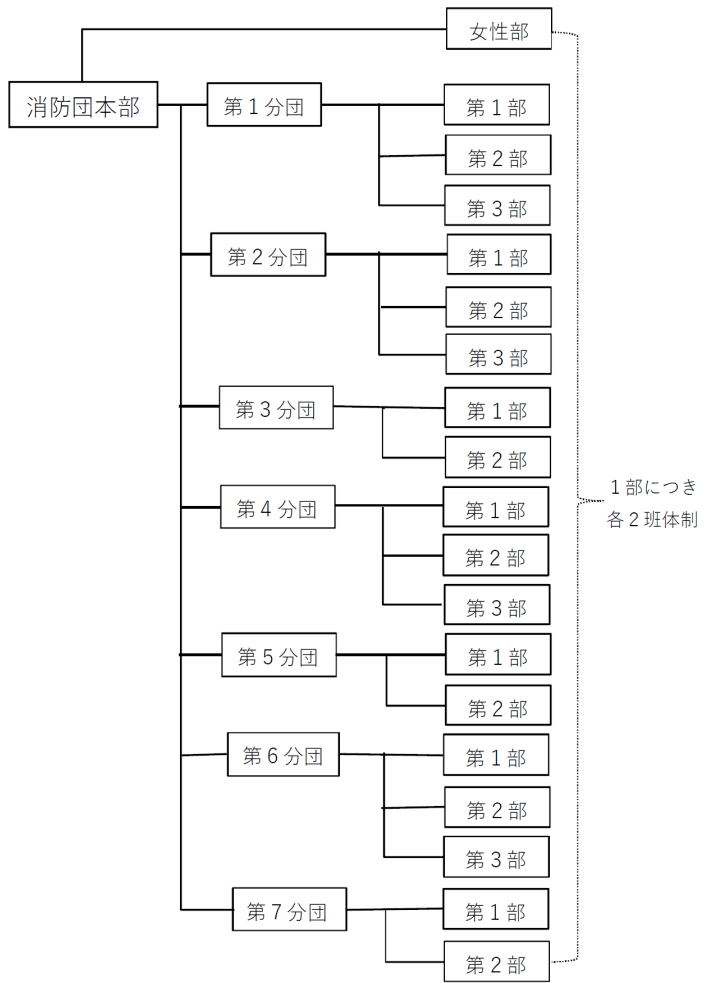 女性部
消防団本部
第１分団
第１部
第２部
第３部
第２分団
第１部
第２部
第３部
第３分団
第１部
第２部
第４分団
第１部
第２部
第３部
第５分団
第１部
第２部
第６分団
第１部
第２部
第３部
第７分団
第１部
第２部
１部につき
各２班体制